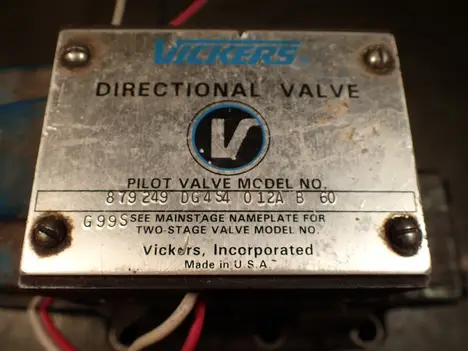 VICKERS
DIRECTIONAL VALVE
V
PILOT VALVE MODEL NO.
879249 DG4S4 012A B 60
G99S SEE MAINSTAGE NAMEPLATE FOR
TWO-STAGE VALVE MODEL NO.
Vickers, Incorporated
Made in U.S.A